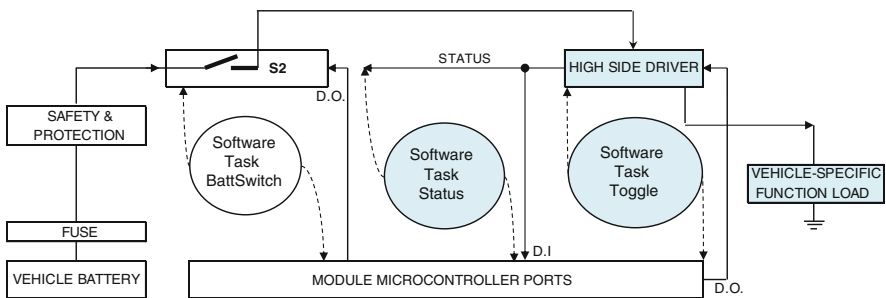 S2
STATUS
HIGH SIDE DRIVER
D.O.
SAFETY &
PROTECTION
Software
Task
BattSwitch
Software
Task
Status
Software
Task
Toggle
VEHICLE-SPECIFIC
FUNCTION LOAD
FUSE
D.I
VEHICLE BATTERY
MODULE MICROCONTROLLER PORTS
D.O.